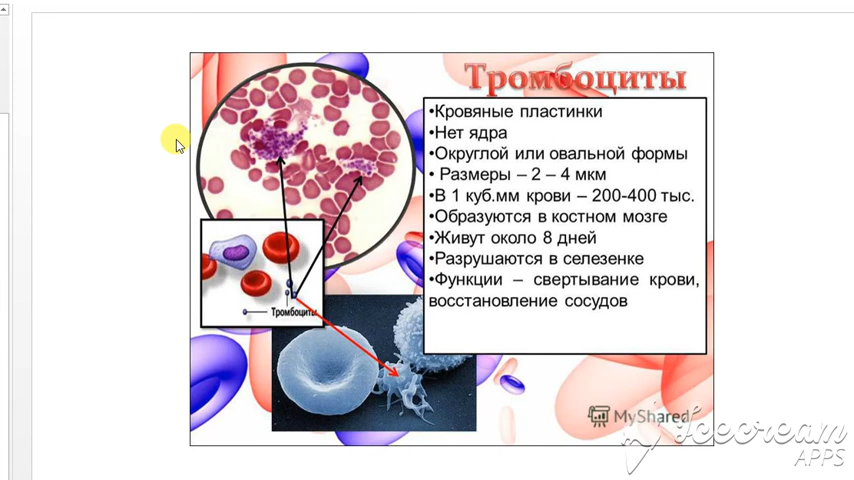 Тромбоциты
•Кровяные пластинки
•Нет ядра
•Округлой или овальной формы
• Размеры – 2 – 4 мкм
•В 1 куб.мм крови – 200-400 тыс.
•Образуются в костном мозге
•Живут около 8 дней
•Разрушаются в селезенке
•Функции – свертывание крови,
восстановление сосудов
Тромбоциты
MyShared
Icecream
APPS